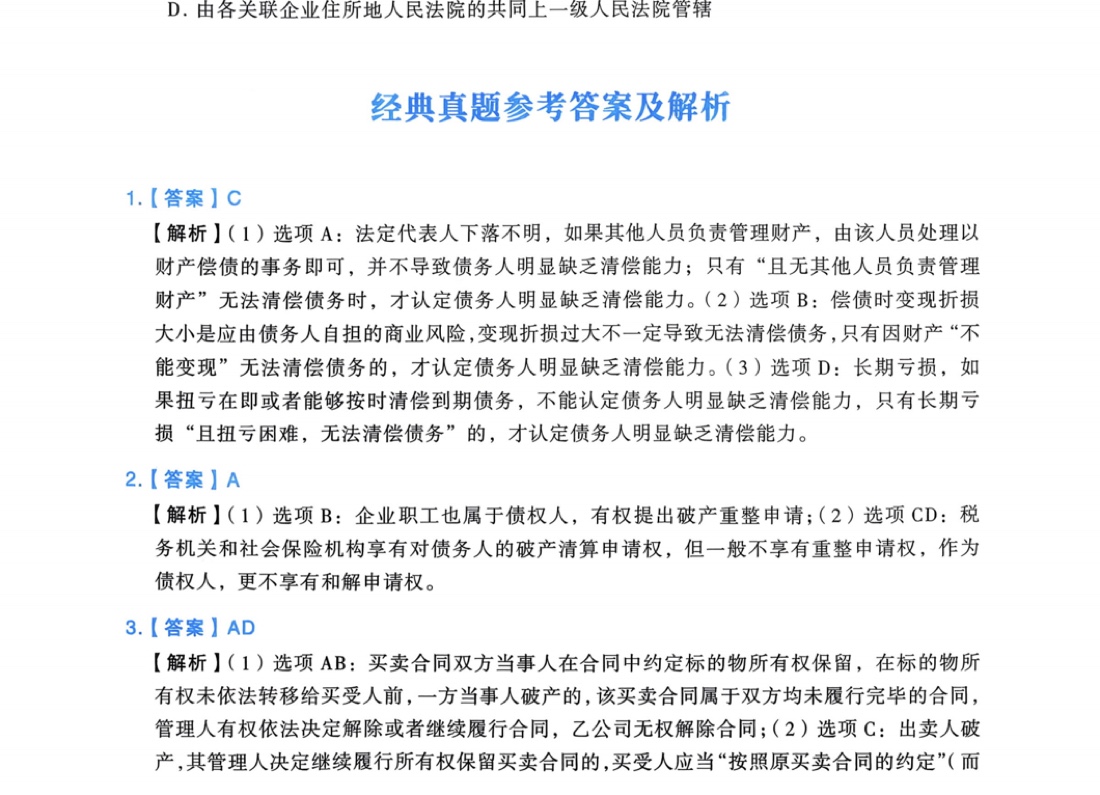 D. 由各关联企业住所地人民法院的共同上一级人民法院管辖
经典真题参考答案及解析
1.【答案】C
【解析】(1)选项 A：法定代表人下落不明，如果其他人员负责管理财产，由该人员处理以
财产偿债的事务即可，并不导致债务人明显缺乏清偿能力；只有“且无其他人员负责管理
财产”无法清偿债务时，才认定债务人明显缺乏清偿能力。(2)选项 B：偿债时变现折损
大小是应由债务人自担的商业风险,变现折损过大不一定导致无法清偿债务,只有因财产“不
能变现”无法清偿债务的，才认定债务人明显缺乏清偿能力。(3)选项 D：长期亏损，如
果扭亏在即或者能够按时清偿到期债务，不能认定债务人明显缺乏清偿能力，只有长期亏
损“且扭亏困难，无法清偿债务”的，才认定债务人明显缺乏清偿能力。
2.【答案】A
【解析】(1)选项 B：企业职工也属于债权人，有权提出破产重整申请;(2)选项 CD：税
务机关和社会保险机构享有对债务人的破产清算申请权，但一般不享有重整申请权，作为
债权人，更不享有和解申请权。
3.【答案】AD
【解析】(1)选项 AB：买卖合同双方当事人在合同中约定标的物所有权保留，在标的物所
有权未依法转移给买受人前,一方当事人破产的,该买卖合同属于双方均未履行完毕的合同,
管理人有权依法决定解除或者继续履行合同，乙公司无权解除合同;(2)选项 C：出卖人破
产,其管理人决定继续履行所有权保留买卖合同的,买受人应当“按照原买卖合同的约定”(而